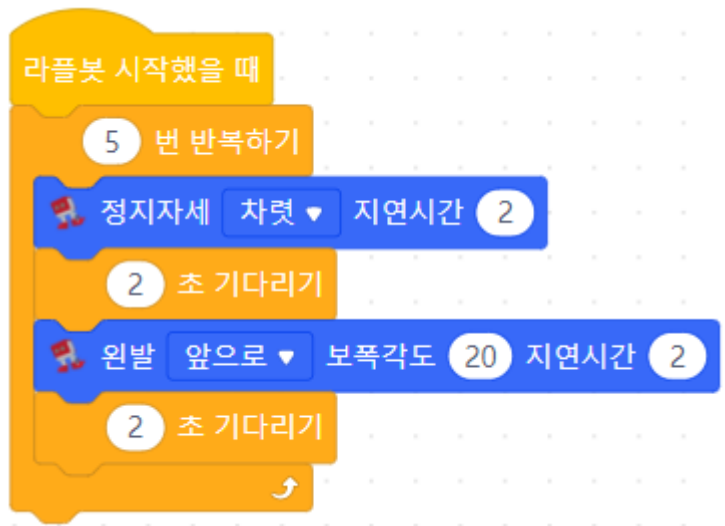 라플봇 시작했을 때
5 번 반복하기
정지자세 차렷 지연시간 2
2 초 기다리기
왼발 앞으로 보폭각도 20 지연시간 2
2 초 기다리기